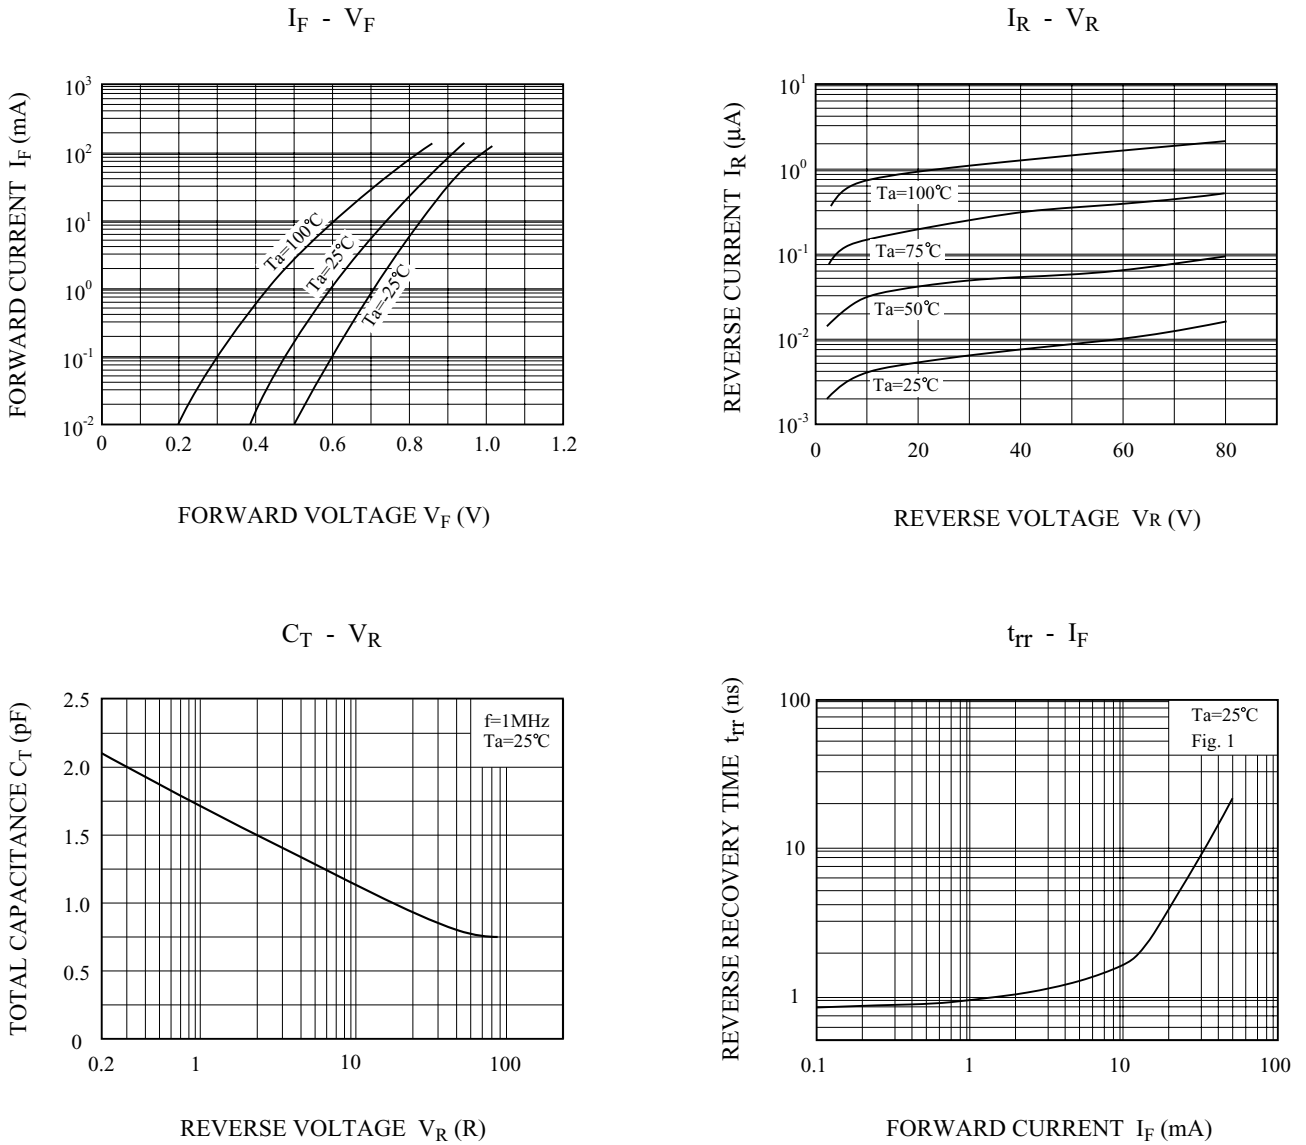 I_F - V_F
FORWARD CURRENT I_F (mA)
10^3
10^2
10^1
10^0
10^-1
10^-2
Ta=100℃
Ta=25℃
Ta=-25℃
0 0.2 0.4 0.6 0.8 1.0 1.2
FORWARD VOLTAGE V_F (V)
I_R - V_R
REVERSE CURRENT I_R (µA)
10^1
10^0
10^-1
10^-2
10^-3
Ta=100℃
Ta=75℃
Ta=50℃
Ta=25℃
0 20 40 60 80
REVERSE VOLTAGE VR (V)
C_T - V_R
TOTAL CAPACITANCE C_T (pF)
2.5
2.0
1.5
1.0
0.5
0
f=1MHz
Ta=25℃
0.2 1 10 100
REVERSE VOLTAGE V_R (R)
t_rr - I_F
REVERSE RECOVERY TIME t_rr (ns)
100
10
1
Ta=25℃
Fig. 1
0.1 1 10 100
FORWARD CURRENT I_F (mA)